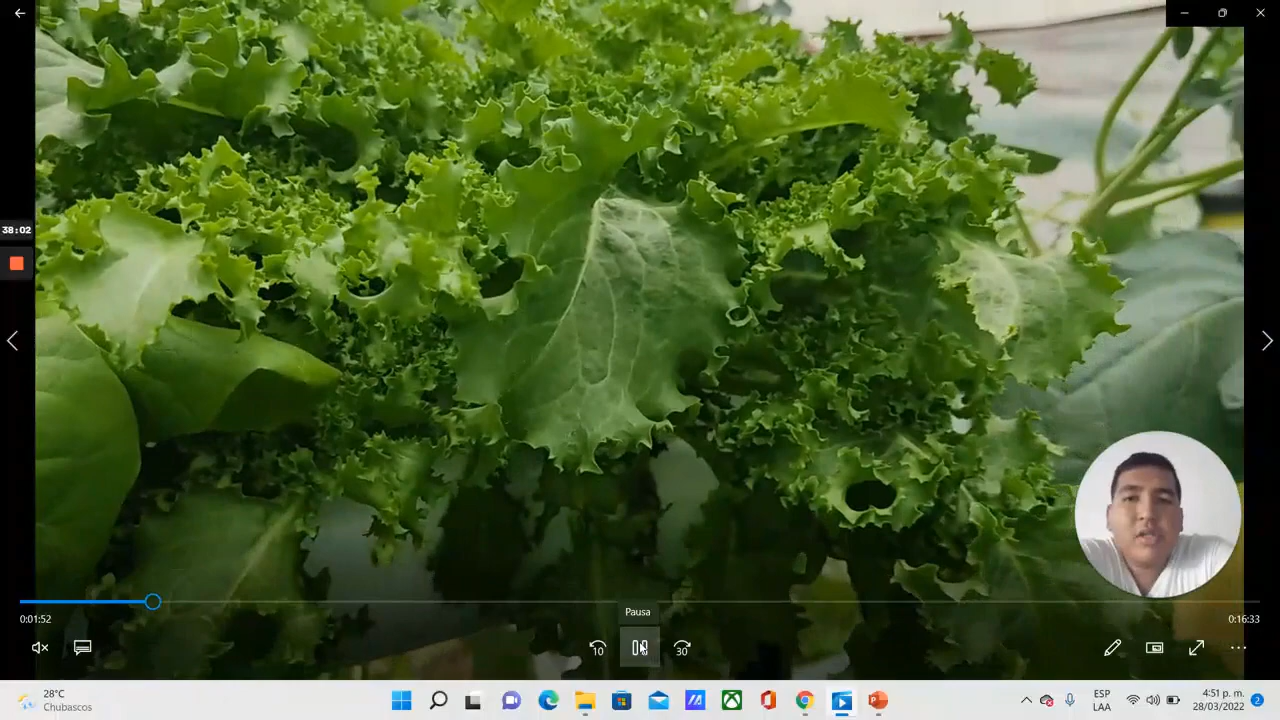 38:02
Pausa
0:01:52
0:16:33
10
30
28°C
Chubascos
ESP
LAA
4:51 p. m.
28/03/2022
2